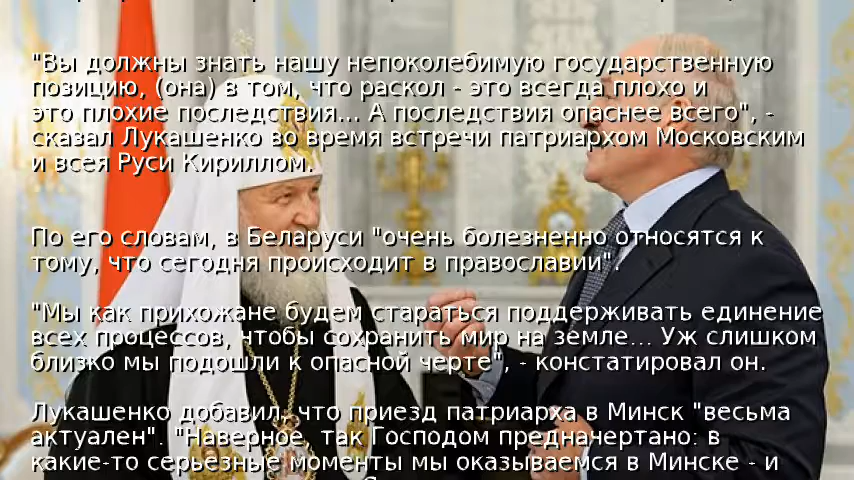 "Вы должны знать нашу непоколебимую государственную
позицию, (она) в том, что раскол - это всегда плохо и
это плохие последствия... А последствия опаснее всего", -
сказал Лукашенко во время встречи патриархом Московским
и всея Руси Кириллом.
По его словам, в Беларуси "очень болезненно относятся к
тому, что сегодня происходит в православии".
"Мы как прихожане будем стараться поддерживать единение
всех процессов, чтобы сохранить мир на земле... Уж слишком
близко мы подошли к опасной черте", - констатировал он.
Лукашенко добавил, что приезд патриарха в Минск "весьма
актуален". "Наверное, так Господом предначертано: в
какие-то серьезные моменты мы оказываемся в Минске - и